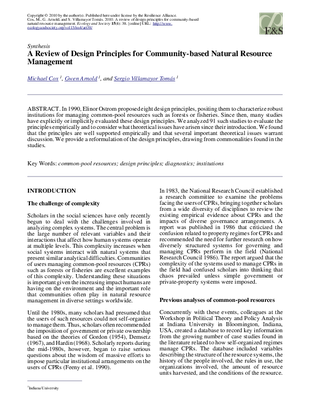 Copyright © 2010 by the author(s). Published here under license by the Resilience Alliance.
Cox, M., G. Arnold, and S. Villamayor Tomás. 2010. A review of design principles for community-based
natural resource management. Ecology and Society 15(4): 38. [online] URL: http://www.
ecologyandsociety.org/vol15/iss4/art38/
E&S
Synthesis
A Review of Design Principles for Community-based Natural Resource
Management
Michael Cox 1, Gwen Arnold 1, and Sergio Villamayor Tomás 1
ABSTRACT. In 1990, Elinor Ostrom proposed eight design principles, positing them to characterize robust
institutions for managing common-pool resources such as forests or fisheries. Since then, many studies
have explicitly or implicitly evaluated these design principles. We analyzed 91 such studies to evaluate the
principles empirically and to consider what theoretical issues have arisen since their introduction. We found
that the principles are well supported empirically and that several important theoretical issues warrant
discussion. We provide a reformulation of the design principles, drawing from commonalities found in the
studies.
Key Words: common-pool resources; design principles; diagnostics; institutions
INTRODUCTION
The challenge of complexity
Scholars in the social sciences have only recently
begun to deal with the challenges involved in
analyzing complex systems. The central problem is
the large number of relevant variables and their
interactions that affect how human systems operate
at multiple levels. This complexity increases when
social systems interact with natural systems that
present similar analytical difficulties. Communities
of users managing common-pool resources (CPRs)
such as forests or fisheries are excellent examples
of this complexity. Understanding these situations
is important given the increasing impact humans are
having on the environment and the important role
that communities often play in natural resource
management in diverse settings worldwide.
Until the 1980s, many scholars had presumed that
the users of such resources could not self-organize
to manage them. Thus, scholars often recommended
the imposition of government or private ownership
based on the theories of Gordon (1954), Demsetz
(1967), and Hardin (1968). Scholarly reports during
the mid-1980s, however, began to raise serious
questions about the wisdom of massive efforts to
impose particular institutional arrangements on the
users of CPRs (Feeny et al. 1990).
In 1983, the National Research Council established
a research committee to examine the problems
facing the users of CPRs, bringing together scholars
from a wide diversity of disciplines to review the
existing empirical evidence about CPRs and the
impacts of diverse governance arrangements. A
report was published in 1986 that criticized the
confusion related to property regimes for CPRs and
recommended the need for further research on how
diversely structured systems for governing and
managing CPRs perform in the field (National
Research Council 1986). The report argued that the
complexity of the systems used to manage CPRs in
the field had confused scholars into thinking that
chaos prevailed unless simple government or
private-property systems were imposed.
Previous analyses of common-pool resources
Concurrently with these events, colleagues at the
Workshop in Political Theory and Policy Analysis
at Indiana University in Bloomington, Indiana,
USA, created a database to record key information
from the growing number of case studies found in
the literature related to how self-organized regimes
manage CPRs. The database included variables
describing the structure of the resource systems, the
history of the people involved, the rules in use, the
organizations involved, the amount of resource
units harvested, and the conditions of the resource.
1 Indiana University